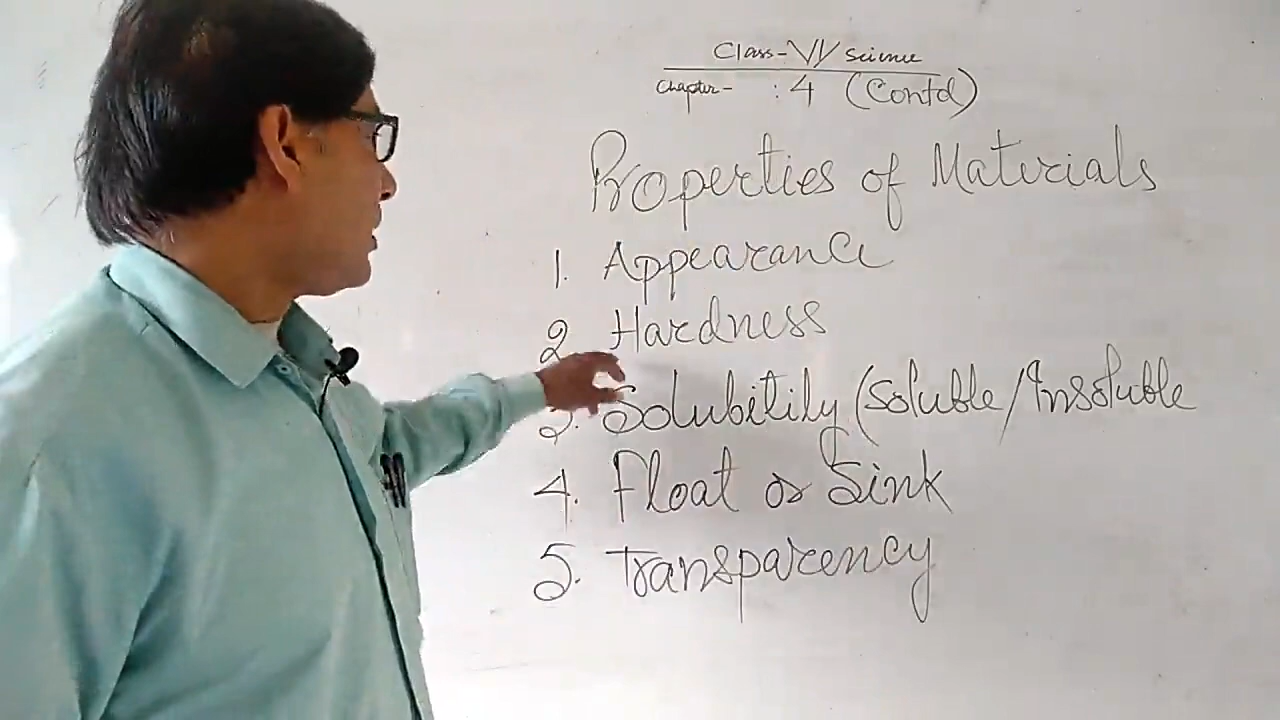 Class-VI Science
Chapter- : 4 (Contd)
Properties of Materials
1. Appearance
2. Hardness
3. Solubitily (Soluble/Insoluble
4. Float or Sink
5. Transparency